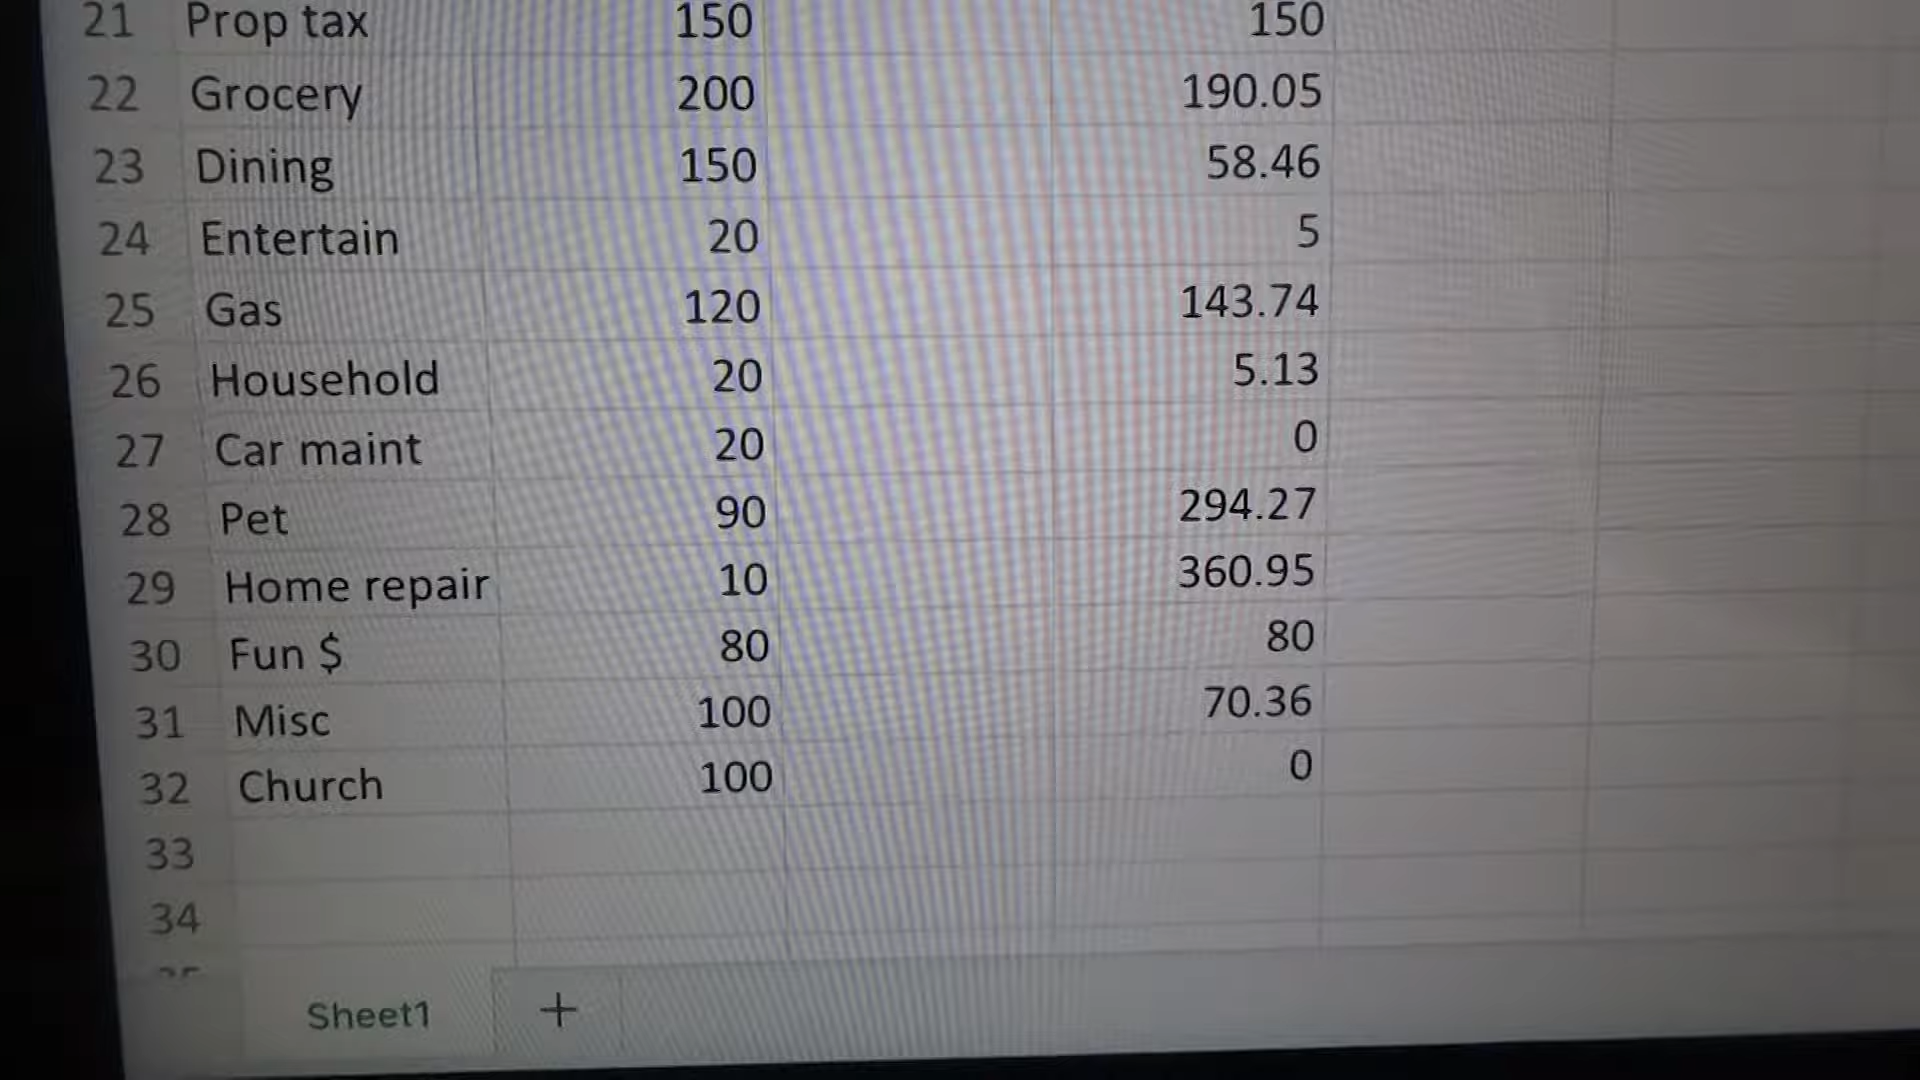 21 Prop tax 150 150
22 Grocery 200 190.05
23 Dining 150 58.46
24 Entertain 20 5
25 Gas 120 143.74
26 Household 20 5.13
27 Car maint 20 0
28 Pet 90 294.27
29 Home repair 10 360.95
30 Fun $ 80 80
31 Misc 100 70.36
32 Church 100 0
33
34
Sheet1 +